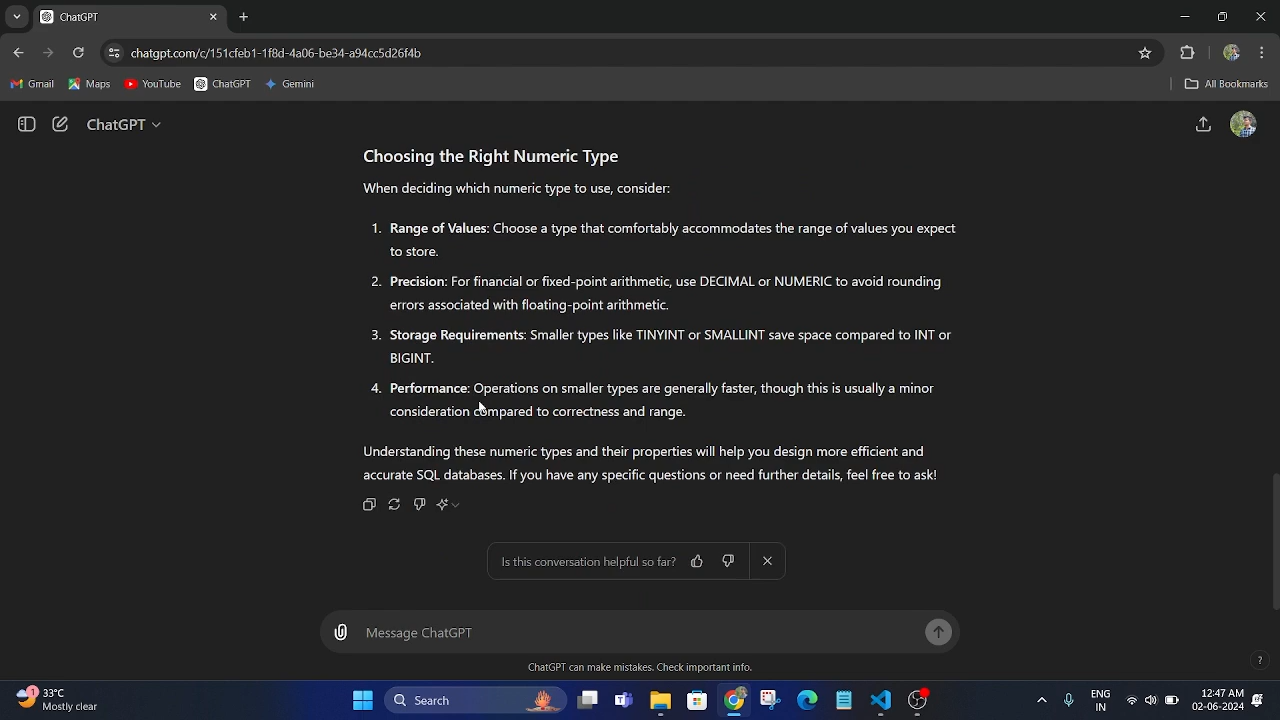 ChatGPT
chatgpt.com/c/151cfeb1-1f8d-4a06-be34-a94cc5d26f4b
Gmail Maps YouTube ChatGPT Gemini All Bookmarks
ChatGPT
Choosing the Right Numeric Type
When deciding which numeric type to use, consider:
1. Range of Values: Choose a type that comfortably accommodates the range of values you expect
to store.
2. Precision: For financial or fixed-point arithmetic, use DECIMAL or NUMERIC to avoid rounding
errors associated with floating-point arithmetic.
3. Storage Requirements: Smaller types like TINYINT or SMALLINT save space compared to INT or
BIGINT.
4. Performance: Operations on smaller types are generally faster, though this is usually a minor
consideration compared to correctness and range.
Understanding these numeric types and their properties will help you design more efficient and
accurate SQL databases. If you have any specific questions or need further details, feel free to ask!
Is this conversation helpful so far?
Message ChatGPT
ChatGPT can make mistakes. Check important info.
?
1 33°C
Mostly clear
Search
ENG
IN
12:47 AM
02-06-2024